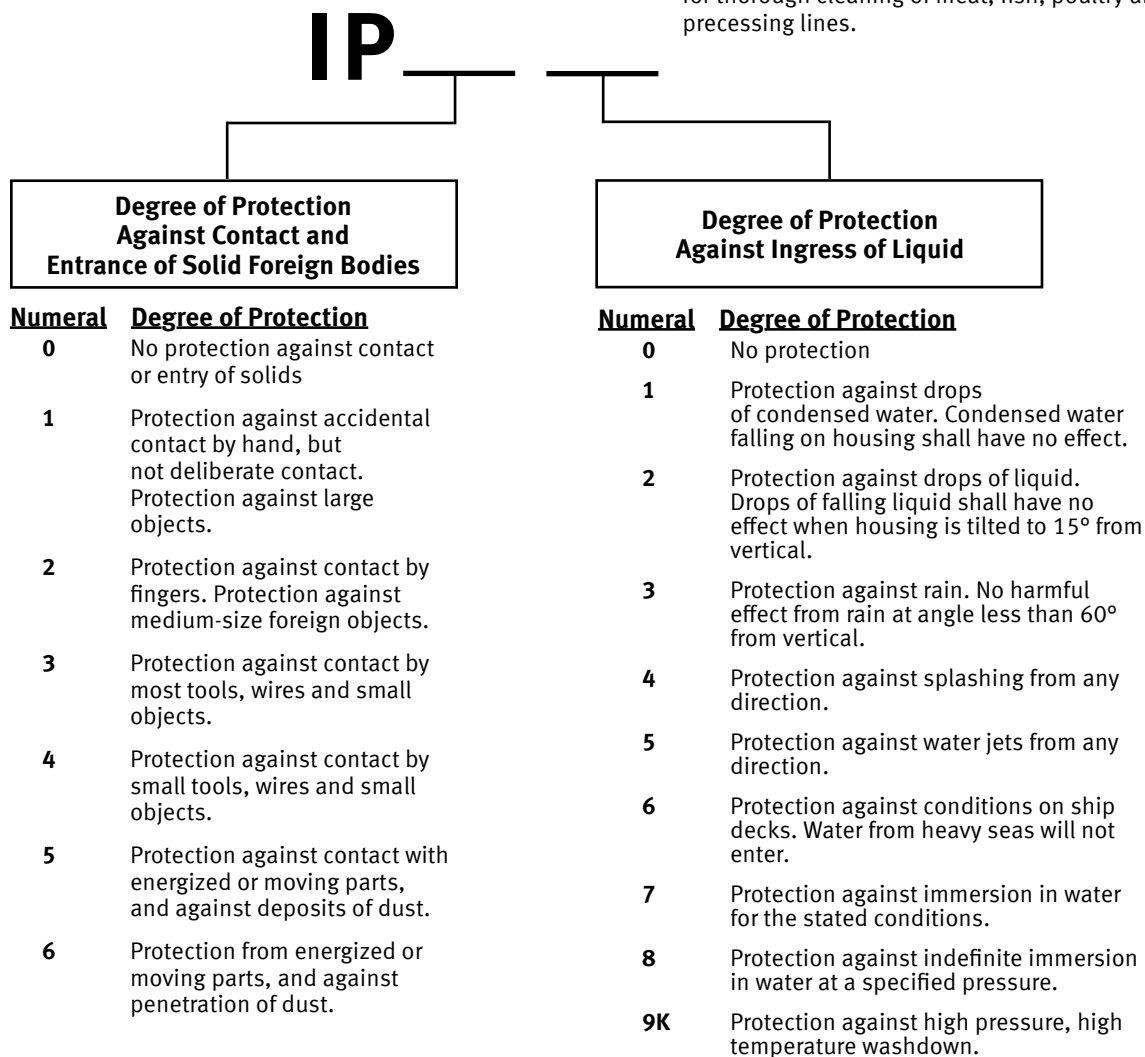 for thorough cleaning of meat, fish, poultry
precessing lines.
IP
Degree of Protection
Against Contact and
Entrance of Solid Foreign Bodies
Numeral Degree of Protection
0 No protection against contact
or entry of solids
1 Protection against accidental
contact by hand, but
not deliberate contact.
Protection against large
objects.
2 Protection against contact by
fingers. Protection against
medium-size foreign objects.
3 Protection against contact by
most tools, wires and small
objects.
4 Protection against contact by
small tools, wires and small
objects.
5 Protection against contact with
energized or moving parts,
and against deposits of dust.
6 Protection from energized or
moving parts, and against
penetration of dust.
Degree of Protection
Against Ingress of Liquid
Numeral Degree of Protection
0 No protection
1 Protection against drops
of condensed water. Condensed water
falling on housing shall have no effect.
2 Protection against drops of liquid.
Drops of falling liquid shall have no
effect when housing is tilted to 15° from
vertical.
3 Protection against rain. No harmful
effect from rain at angle less than 60°
from vertical.
4 Protection against splashing from any
direction.
5 Protection against water jets from any
direction.
6 Protection against conditions on ship
decks. Water from heavy seas will not
enter.
7 Protection against immersion in water
for the stated conditions.
8 Protection against indefinite immersion
in water at a specified pressure.
9K Protection against high pressure, high
temperature washdown.